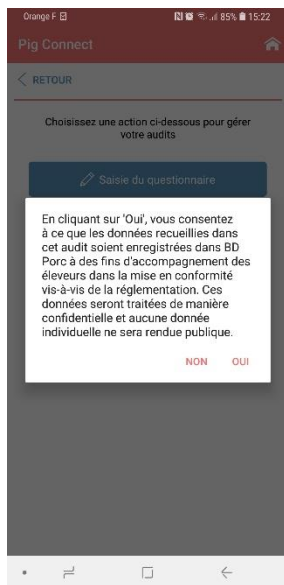 Orange F 85% 15:22
Pig Connect
RETOUR
Choisissez une action ci-dessous pour gérer
votre audits
Saisie du questionnaire
En cliquant sur 'Oui', vous consentez
à ce que les données recueillies dans
cet audit soient enregistrées dans BD
Porc à des fins d'accompagnement des
éleveurs dans la mise en conformité
vis-à-vis de la réglementation. Ces
données seront traitées de manière
confidentielle et aucune donnée
individuelle ne sera rendue publique.
NON OUI